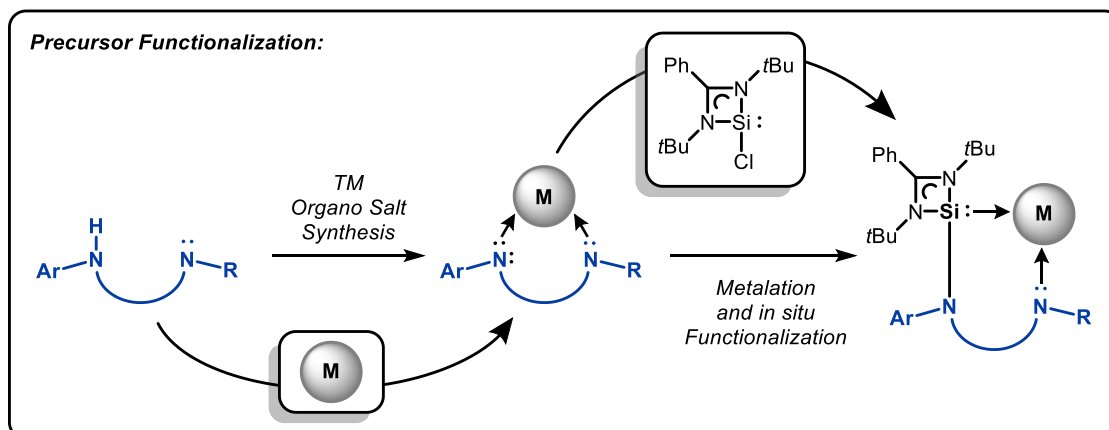 Precursor Functionalization:
H
Ar N N R
TM
Organo Salt
Synthesis
M
M
Ar N: N R
Ph tBu
N
N Si:
tBu
Cl
Metalation
and in situ
Functionalization
Ph tBu
N
N Si: M
tBu
Ar N N R